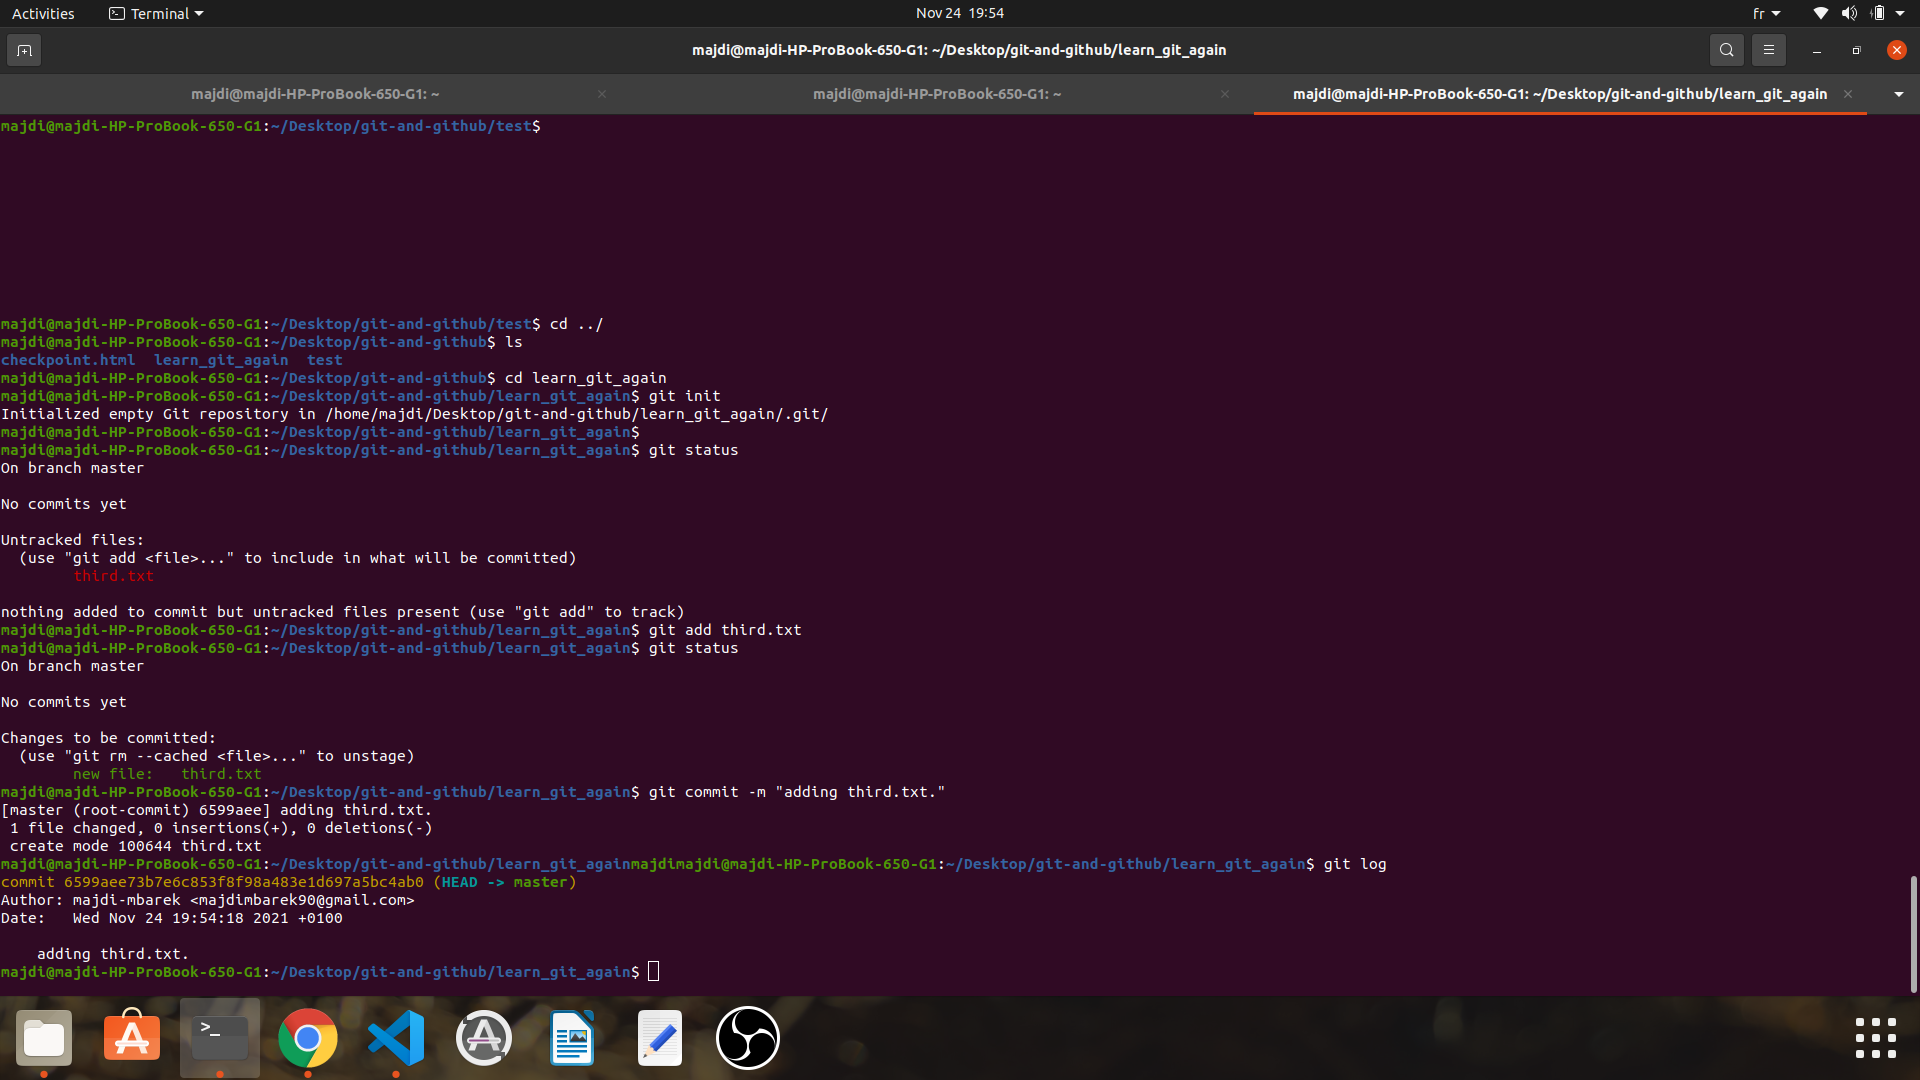 Activities Terminal Nov 24 19:54 fr
majdi@majdi-HP-ProBook-650-G1: ~/Desktop/git-and-github/learn_git_again
majdi@majdi-HP-ProBook-650-G1: ~ majdi@majdi-HP-ProBook-650-G1: ~ majdi@majdi-HP-ProBook-650-G1: ~/Desktop/git-and-github/learn_git_again
majdi@majdi-HP-ProBook-650-G1:~/Desktop/git-and-github/test$
majdi@majdi-HP-ProBook-650-G1:~/Desktop/git-and-github/test$ cd ../
majdi@majdi-HP-ProBook-650-G1:~/Desktop/git-and-github$ ls
checkpoint.html  learn_git_again  test
majdi@majdi-HP-ProBook-650-G1:~/Desktop/git-and-github$ cd learn_git_again
majdi@majdi-HP-ProBook-650-G1:~/Desktop/git-and-github/learn_git_again$ git init
Initialized empty Git repository in /home/majdi/Desktop/git-and-github/learn_git_again/.git/
majdi@majdi-HP-ProBook-650-G1:~/Desktop/git-and-github/learn_git_again$
majdi@majdi-HP-ProBook-650-G1:~/Desktop/git-and-github/learn_git_again$ git status
On branch master
No commits yet
Untracked files:
  (use "git add <file>..." to include in what will be committed)
        third.txt
nothing added to commit but untracked files present (use "git add" to track)
majdi@majdi-HP-ProBook-650-G1:~/Desktop/git-and-github/learn_git_again$ git add third.txt
majdi@majdi-HP-ProBook-650-G1:~/Desktop/git-and-github/learn_git_again$ git status
On branch master
No commits yet
Changes to be committed:
  (use "git rm --cached <file>..." to unstage)
        new file:   third.txt
majdi@majdi-HP-ProBook-650-G1:~/Desktop/git-and-github/learn_git_again$ git commit -m "adding third.txt."
[master (root-commit) 6599aee] adding third.txt.
 1 file changed, 0 insertions(+), 0 deletions(-)
 create mode 100644 third.txt
majdi@majdi-HP-ProBook-650-G1:~/Desktop/git-and-github/learn_git_againmajdimajdi@majdi-HP-ProBook-650-G1:~/Desktop/git-and-github/learn_git_again$ git log
commit 6599aee73b7e6c853f8f98a483e1d697a5bc4ab0 (HEAD -> master)
Author: majdi-mbarek <majdimbarek90@gmail.com>
Date:   Wed Nov 24 19:54:18 2021 +0100
    adding third.txt.
majdi@majdi-HP-ProBook-650-G1:~/Desktop/git-and-github/learn_git_again$